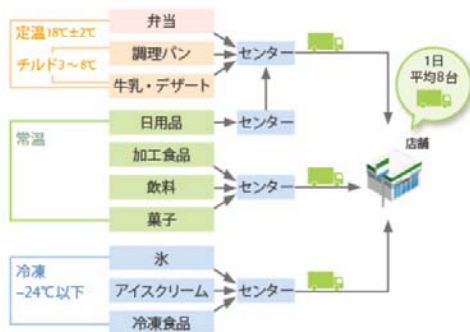 定温18℃±2℃
チルド3~8℃
弁当
調理パン
牛乳・デザート
センター
常温
日用品
センター
加工食品
飲料
菓子
センター
冷凍
-24℃以下
氷
アイスクリーム
冷凍食品
センター
1日
平均8台
店舗